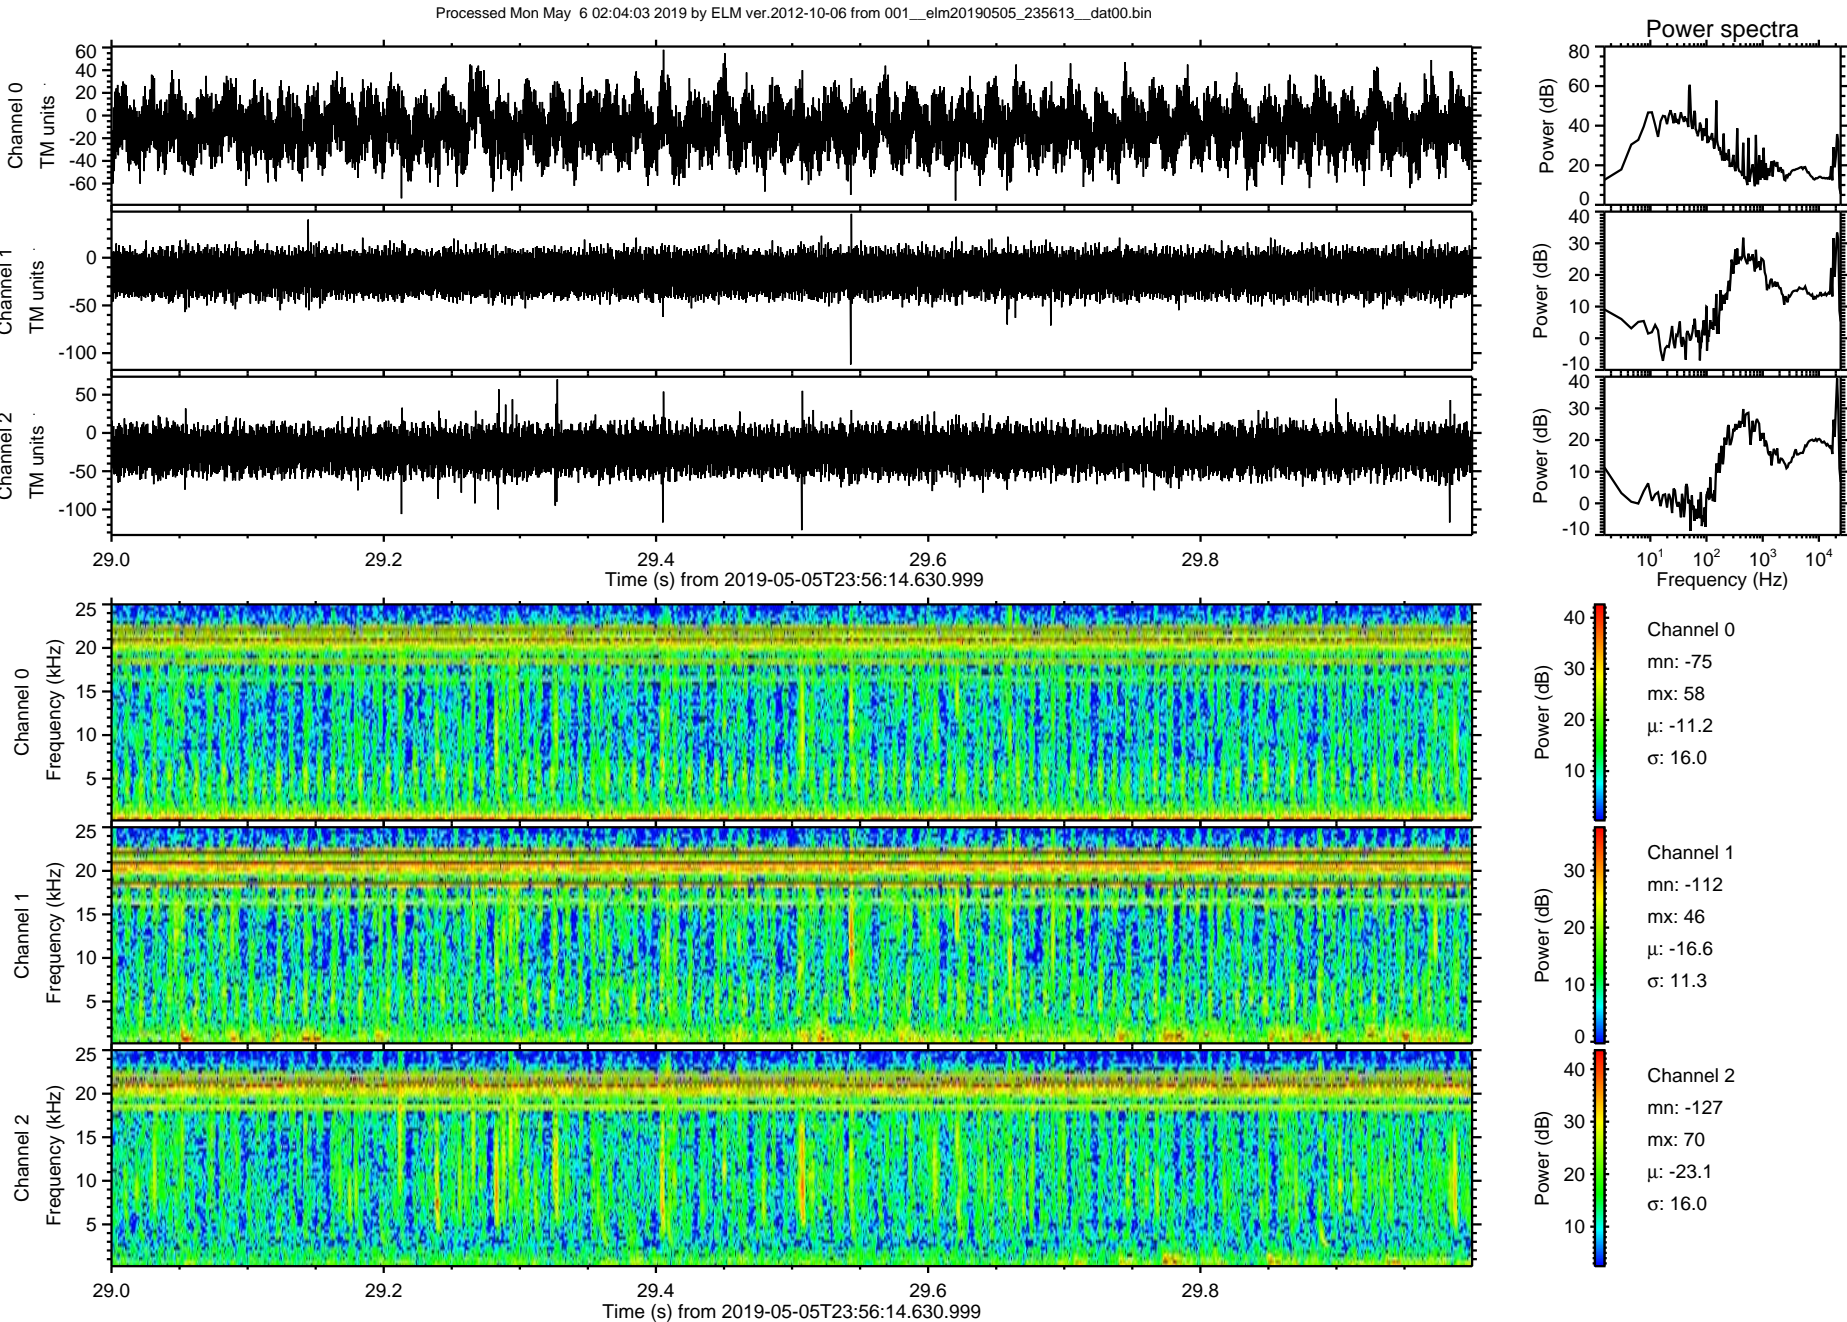 Processed Mon May  6 02:04:03 2019 by ELM ver.2012-10-06 from 001__elm20190505_235613__dat00.bin
Power spectra
Channel 0
TM units
60
40
20
0
-20
-40
-60
Power (dB)
80
60
40
20
0
Channel 1
TM units
0
-50
-100
Power (dB)
40
30
20
10
0
-10
Channel 2
TM units
50
0
-50
-100
Power (dB)
40
30
20
10
0
-10
29.0 29.2 29.4 29.6 29.8
Time (s) from 2019-05-05T23:56:14.630.999
10¹ 10² 10³ 10⁴
Frequency (Hz)
Channel 0
Frequency (kHz)
25
20
15
10
5
Power (dB)
40
30
20
10
Channel 0
mn: -75
mx: 58
μ: -11.2
σ: 16.0
Channel 1
Frequency (kHz)
25
20
15
10
5
Power (dB)
30
20
10
0
Channel 1
mn: -112
mx: 46
μ: -16.6
σ: 11.3
Channel 2
Frequency (kHz)
25
20
15
10
5
Power (dB)
40
30
20
10
Channel 2
mn: -127
mx: 70
μ: -23.1
σ: 16.0
29.0 29.2 29.4 29.6 29.8
Time (s) from 2019-05-05T23:56:14.630.999